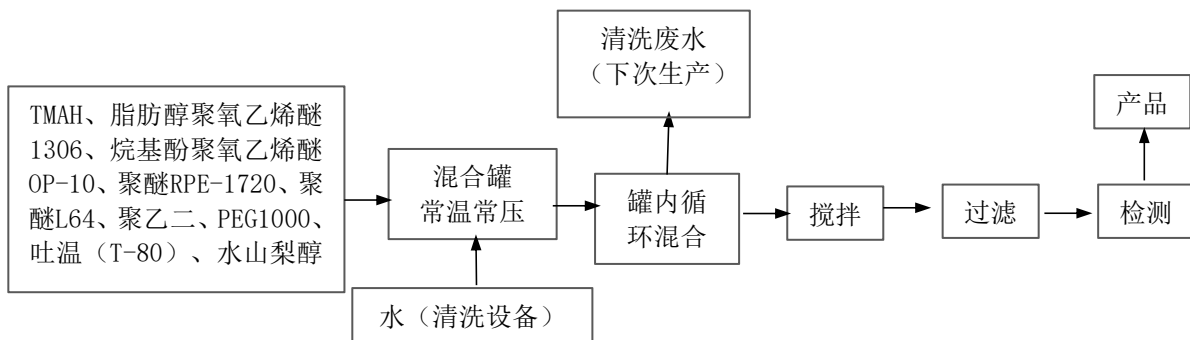 TMAH、脂肪醇聚氧乙烯醚
1306、烷基酚聚氧乙烯醚
OP-10、聚醚RPE-1720、聚
醚L64、聚乙二、PEG1000、
吐温（T-80）、水山梨醇
混合罐
常温常压
水（清洗设备）
清洗废水
（下次生产）
罐内循
环混合
搅拌
过滤
检测
产品